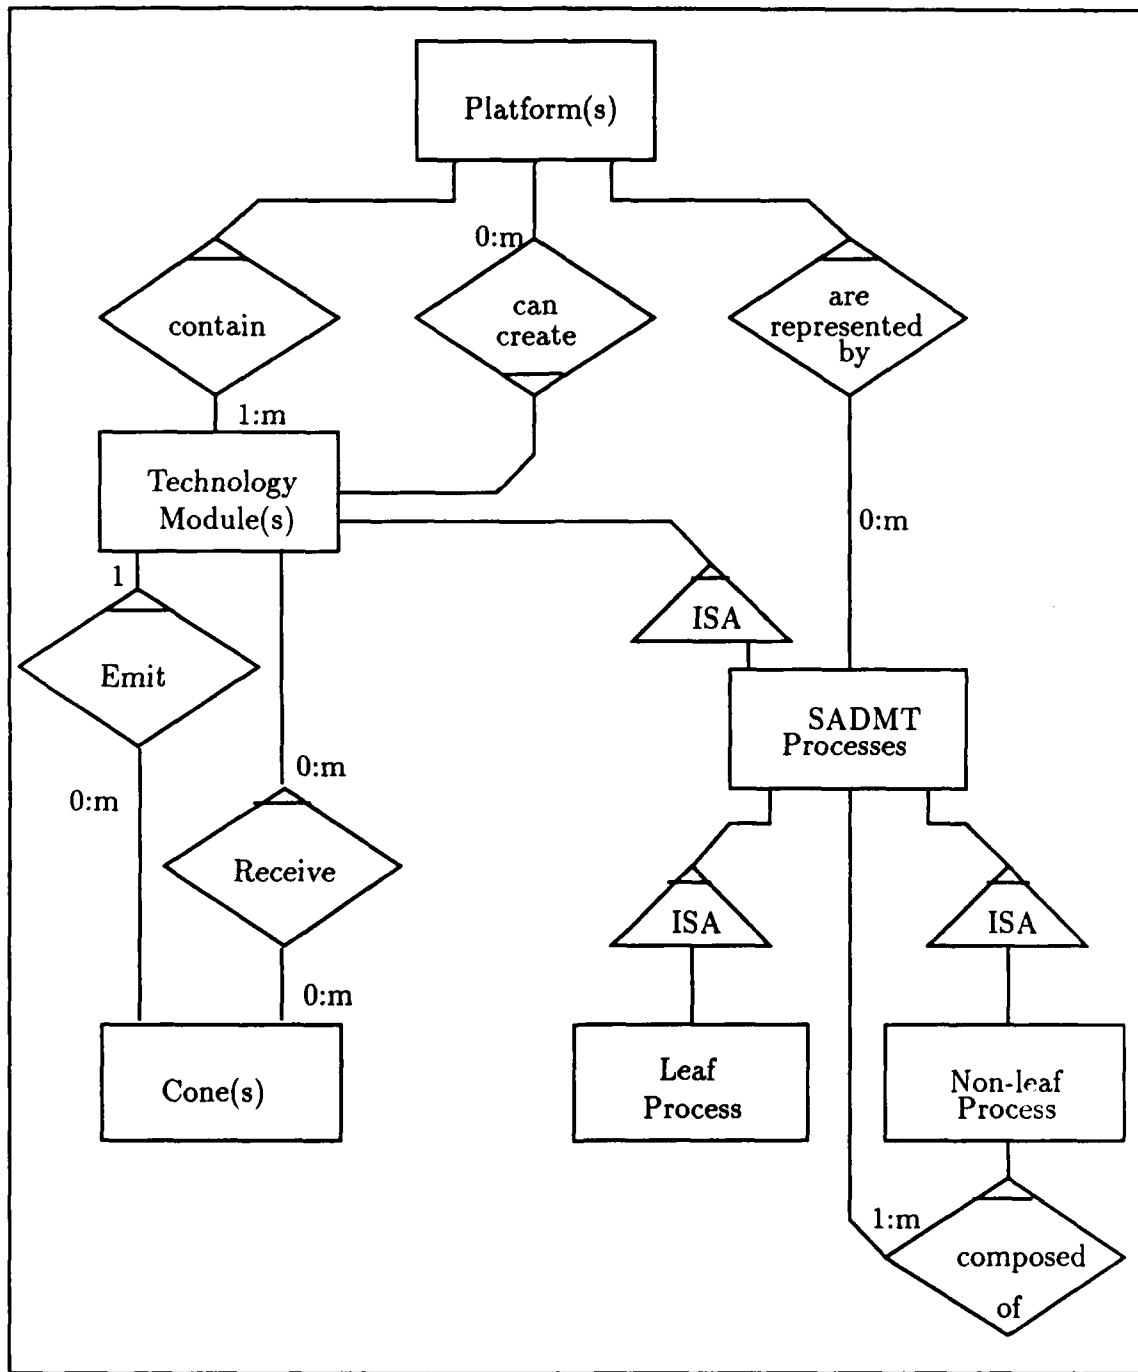 Platform(s)
0:m
contain
can
create
are
represented
by
1:m
Technology
Module(s)
0:m
1
ISA
Emit
SADMT
Processes
0:m
0:m
Receive
ISA
ISA
0:m
Cone(s)
Leaf
Process
Non-leaf
Process
1:m
composed
of